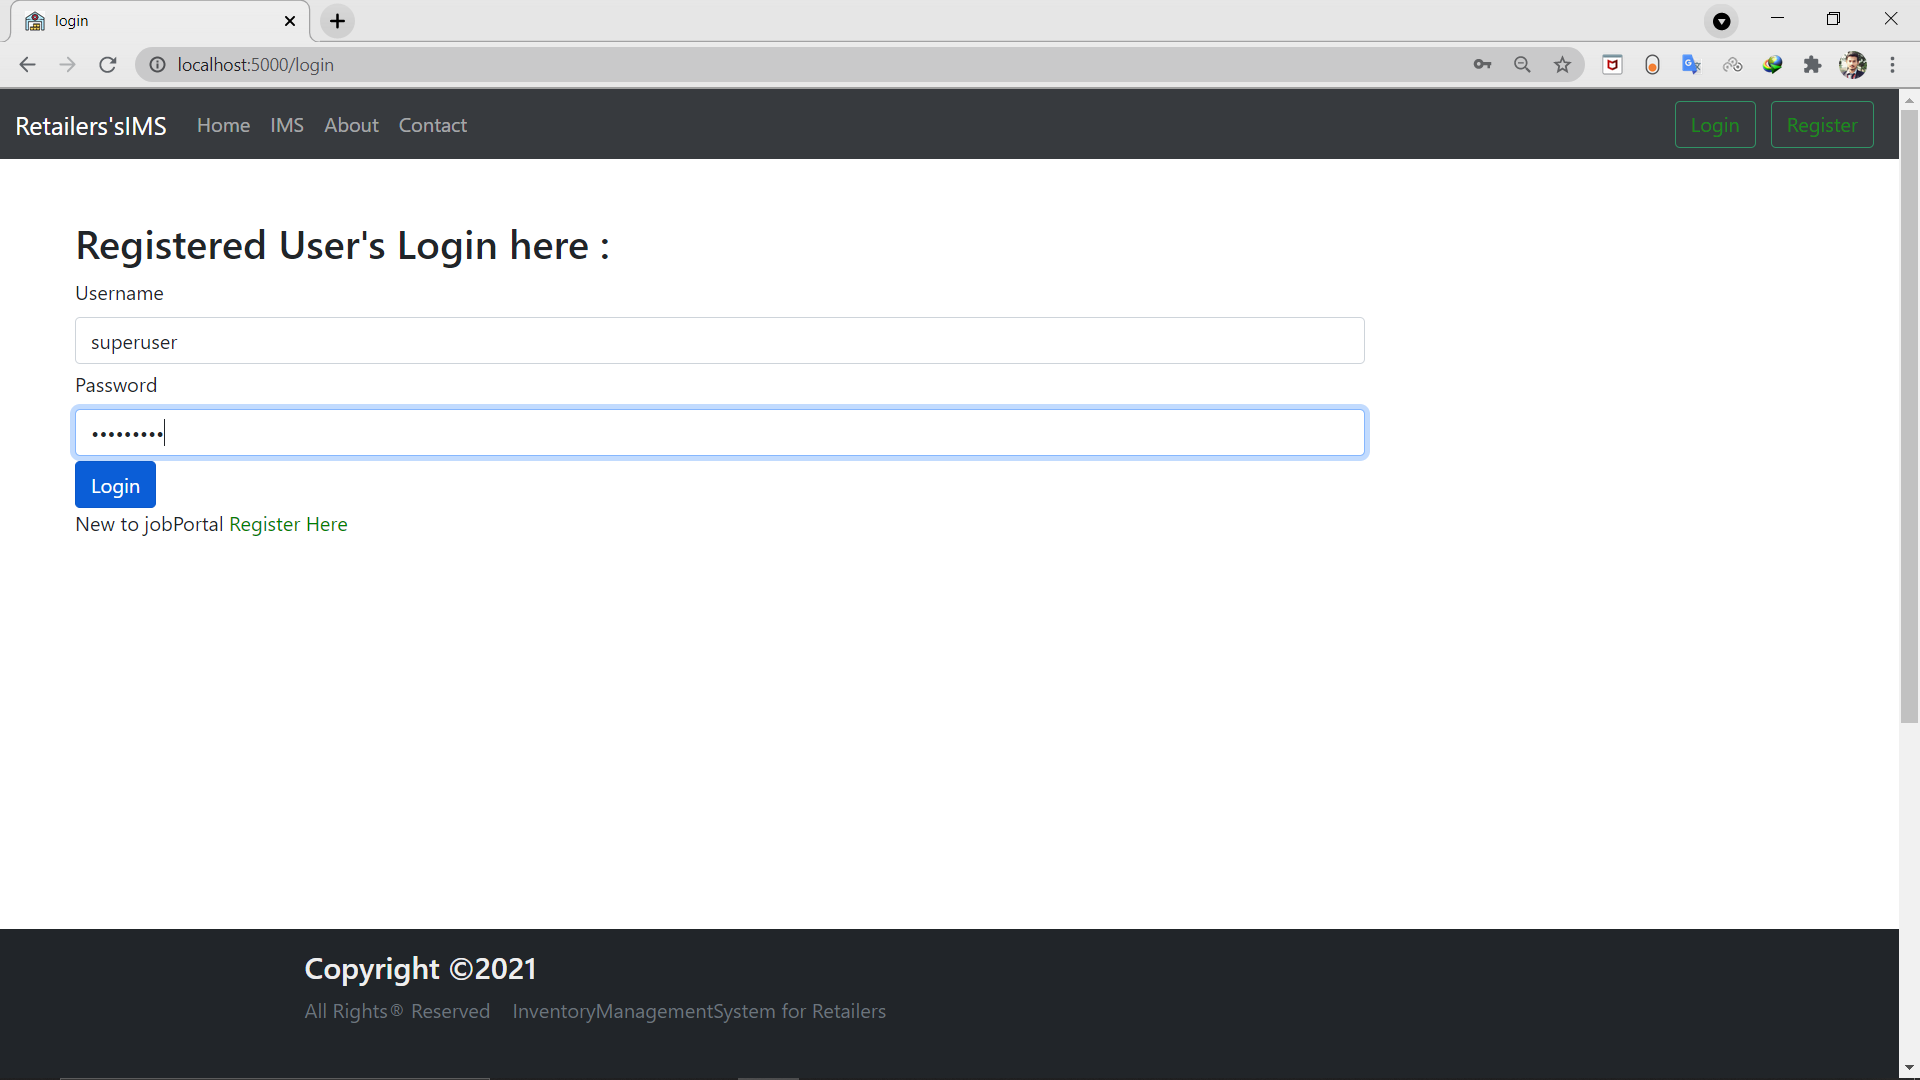 login
localhost:5000/login
Retailers'sIMS Home IMS About Contact Login Register
Registered User's Login here :
Username
superuser
Password
•••••••••
Login
New to jobPortal Register Here
Copyright ©2021
All Rights® Reserved InventoryManagementSystem for Retailers